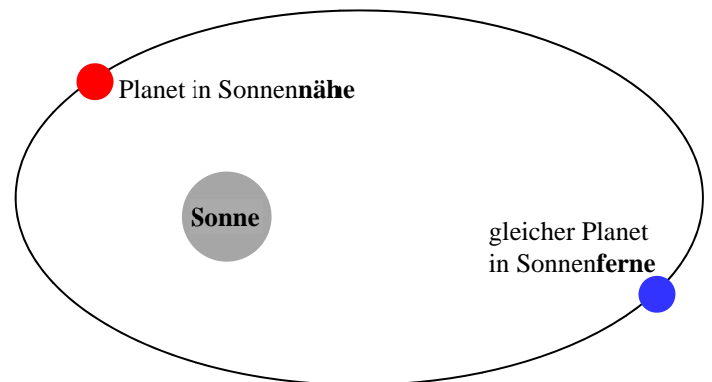 Planet in Sonnennähe
Sonne
gleicher Planet
in Sonnenferne